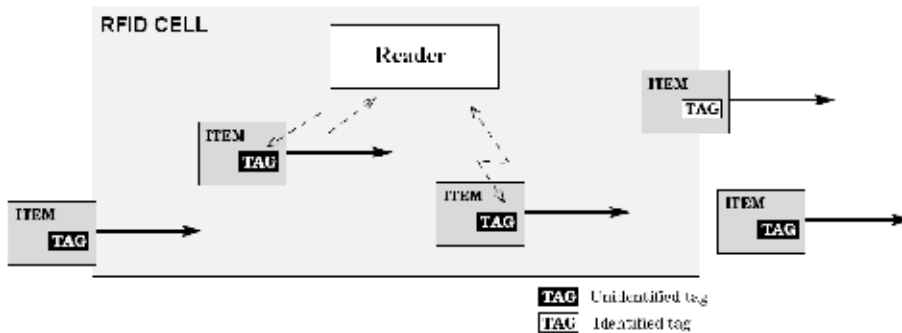 RFID CELL
Reader
ITEM
TAG
ITEM
TAG
ITEM
TAG
ITEM
TAG
ITEM
TAG
TAG Unidentified tag
TAG Identified tag